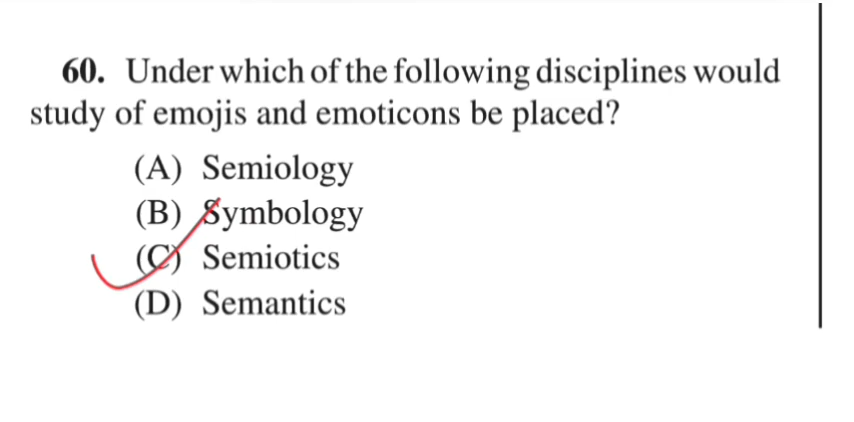 60. Under which of the following disciplines would
study of emojis and emoticons be placed?
(A) Semiology
(B) Symbology
(C) Semiotics
(D) Semantics